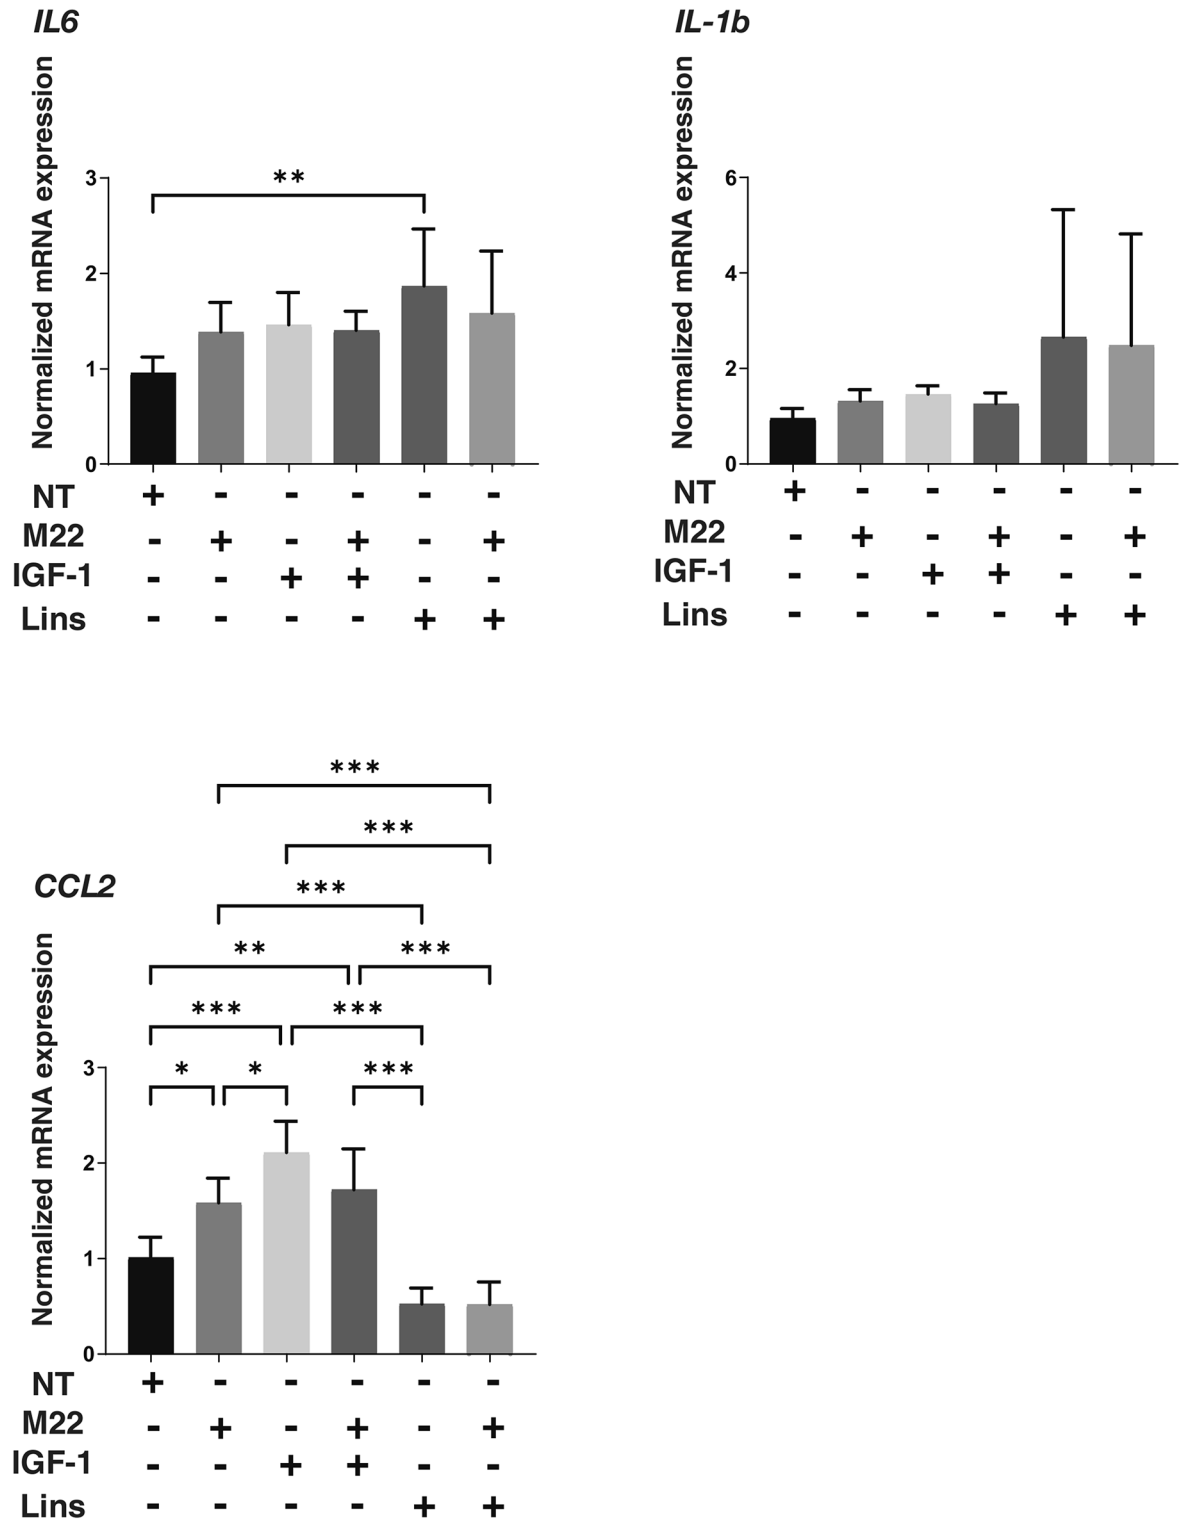 IL6
Normalized mRNA expression
3
2
1
0
**
NT + - - - - -
M22 - + - + - +
IGF-1 - - + + - -
Lins - - - - + +
IL-1b
Normalized mRNA expression
6
4
2
0
NT + - - - - -
M22 - + - + - +
IGF-1 - - + + - -
Lins - - - - + +
CCL2
Normalized mRNA expression
***
***
***
** ***
*** ***
* * ***
3
2
1
0
NT + - - - - -
M22 - + - + - +
IGF-1 - - + + - -
Lins - - - - + +